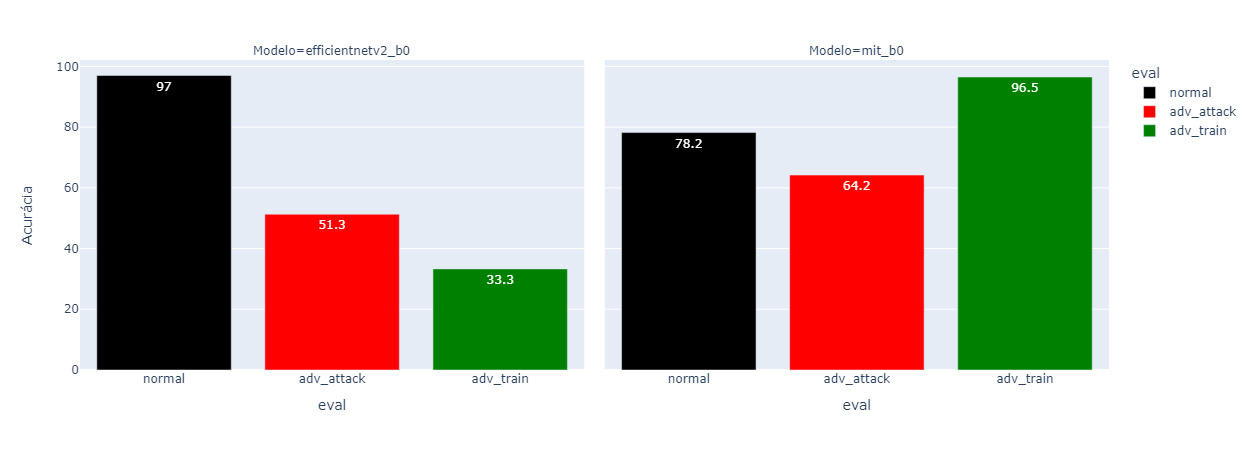 Modelo=efficientnetv2_b0
Modelo=mit_b0
Acurácia
100
80
60
40
20
0
97
51.3
33.3
78.2
64.2
96.5
normal
adv_attack
adv_train
normal
adv_attack
adv_train
eval
eval
eval
normal
adv_attack
adv_train